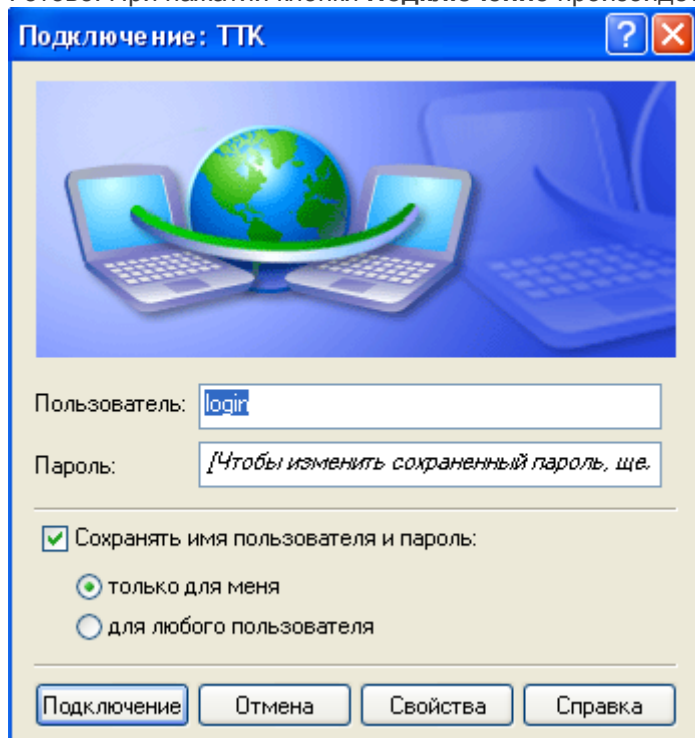 Подключение: ТТК
Пользователь: login
Пароль: [Чтобы изменить сохраненный пароль, ще
Сохранять имя пользователя и пароль:
только для меня
для любого пользователя
Подключение Отмена Свойства Справка